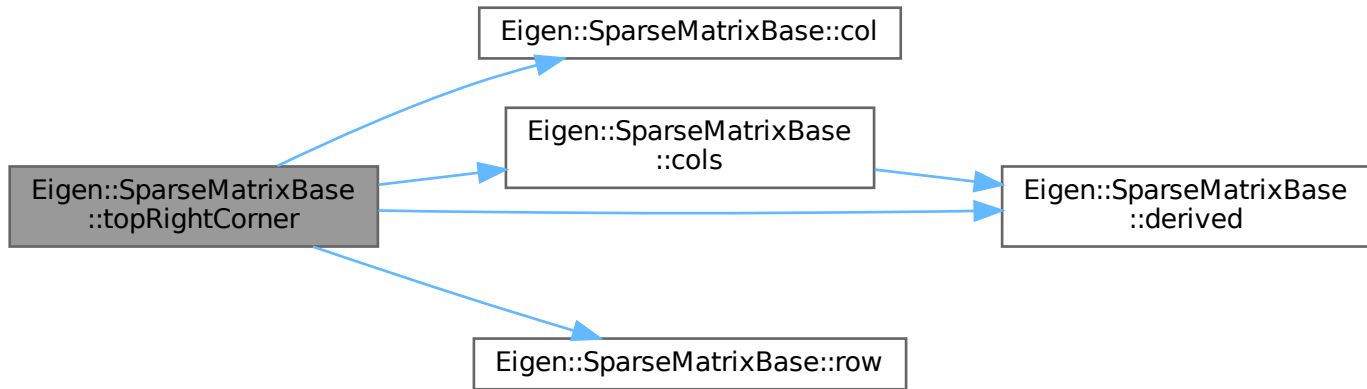 Eigen::SparseMatrixBase::col
Eigen::SparseMatrixBase
::cols
Eigen::SparseMatrixBase
::topRightCorner
Eigen::SparseMatrixBase
::derived
Eigen::SparseMatrixBase::row